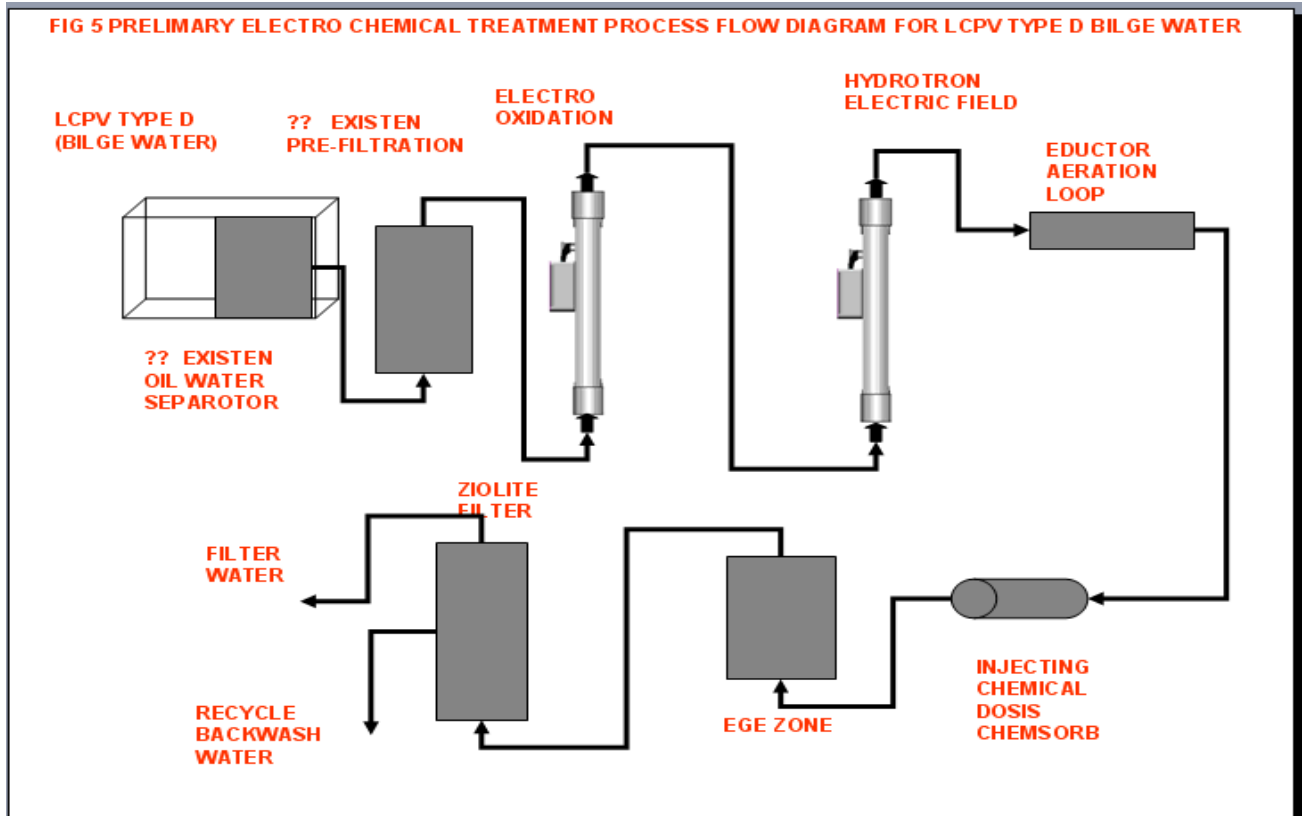 FIG 5 PRELIMARY ELECTRO CHEMICAL TREATMENT PROCESS FLOW DIAGRAM FOR LCPV TYPE D BILGE WATER
LCPV TYPE D
(BILGE WATER)
?? EXISTEN
PRE-FILTRATION
ELECTRO
OXIDATION
HYDROTRON
ELECTRIC FIELD
EDUCTOR
AERATION
LOOP
?? EXISTEN
OIL WATER
SEPAROTOR
ZIOLITE
FILTER
FILTER
WATER
RECYCLE
BACKWASH
WATER
EGE ZONE
INJECTING
CHEMICAL
DOSIS
CHEMSORB